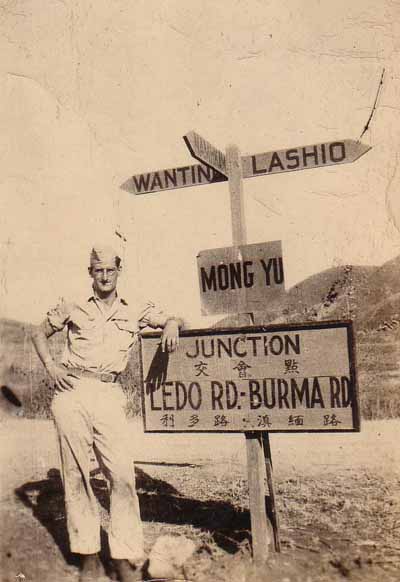 WANTIN
LASHIO
MONG YU
JUNCTION
交會點
LEDO RD.-BURMA RD.
利多路·滇緬路